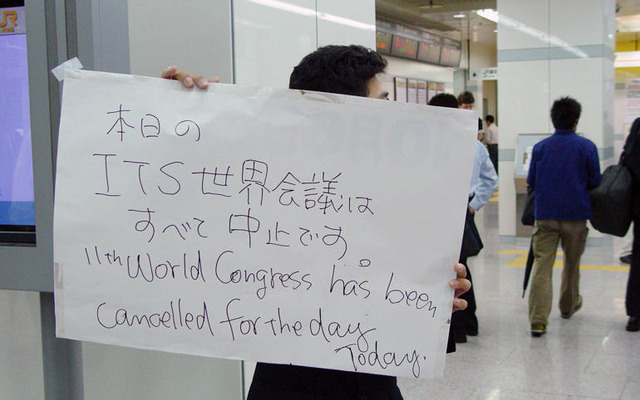 JR
本日の
ITS世界会議は
すべて中止です。
11th World Congress has been
cancelled for the day
Today.